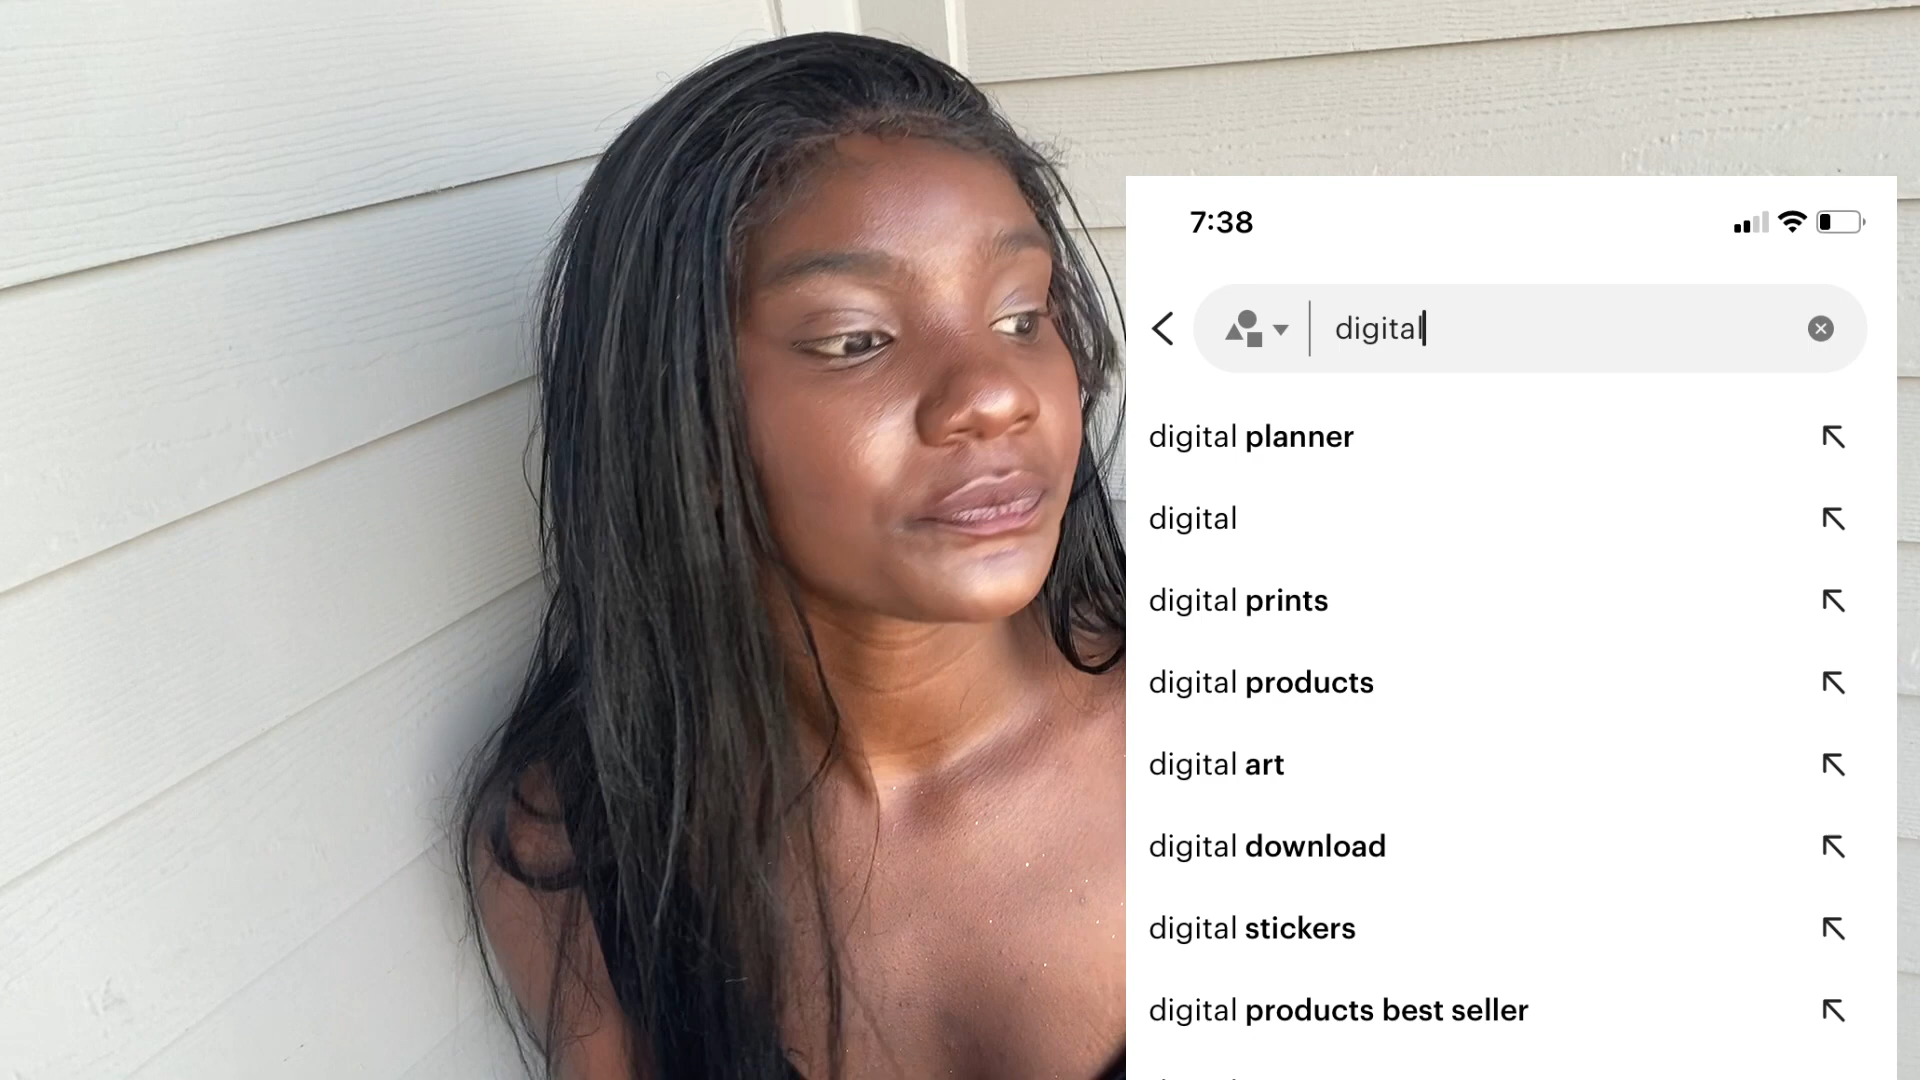 7:38
digital
digital planner
digital
digital prints
digital products
digital art
digital download
digital stickers
digital products best seller